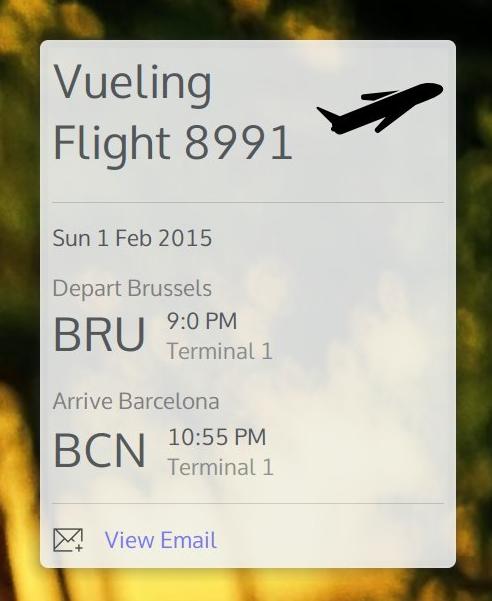 Vueling
Flight 8991
Sun 1 Feb 2015
Depart Brussels
BRU 9:0 PM
Terminal 1
Arrive Barcelona
BCN 10:55 PM
Terminal 1
View Email